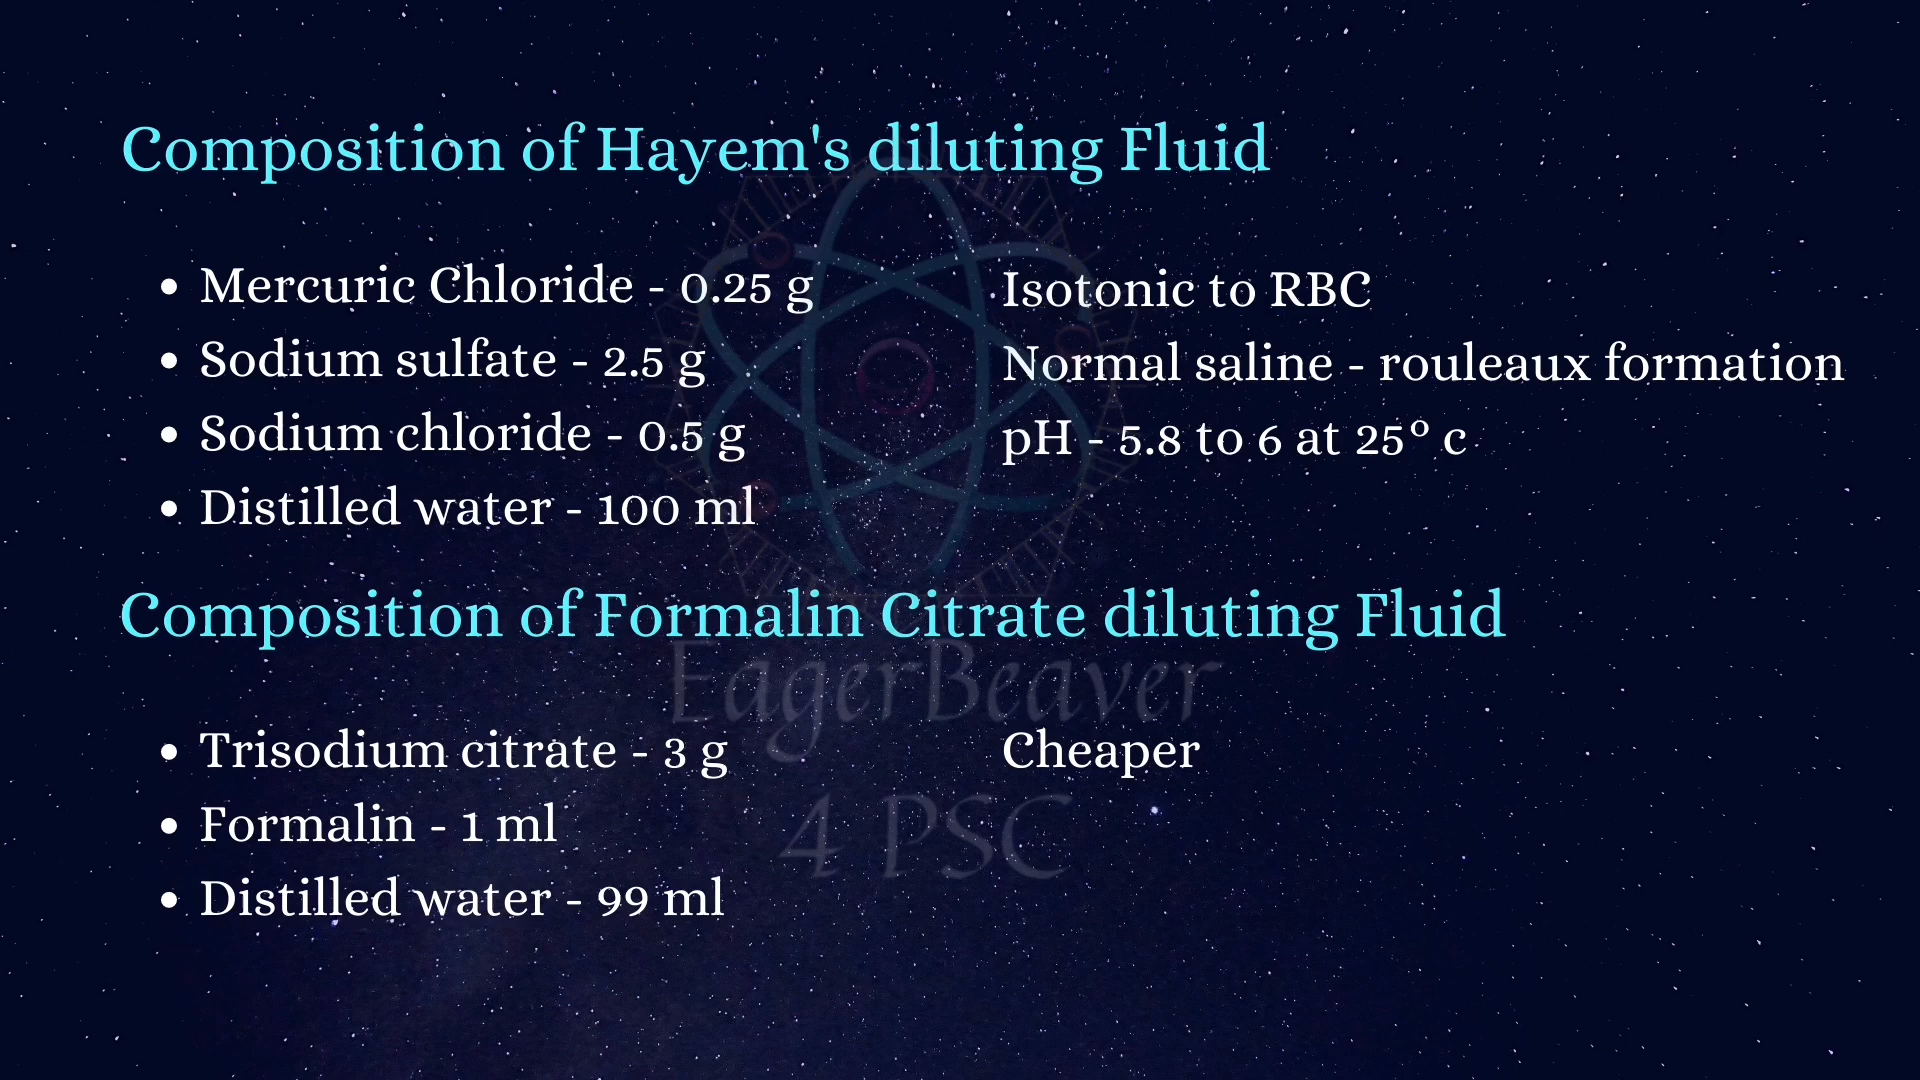 Composition of Hayem's diluting Fluid
• Mercuric Chloride - 0.25 g
• Sodium sulfate - 2.5 g
• Sodium chloride - 0.5 g
• Distilled water - 100 ml
Isotonic to RBC
Normal saline - rouleaux formation
pH - 5.8 to 6 at 25° c
Composition of Formalin Citrate diluting Fluid
• Trisodium citrate - 3 g
• Formalin - 1 ml
• Distilled water - 99 ml
Cheaper
EagerBeaver
4 PSC